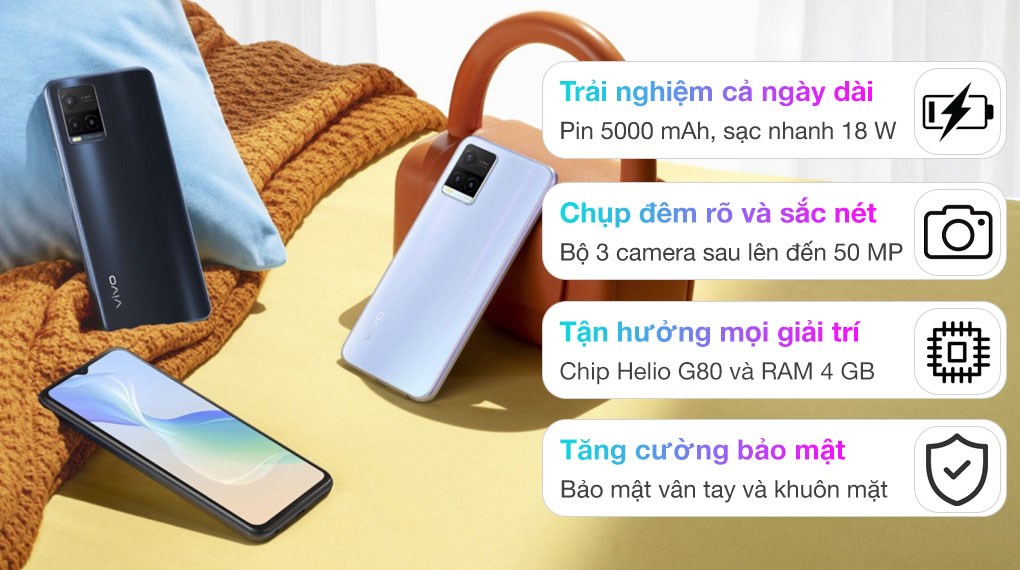 vivo
vivo
Trải nghiệm cả ngày dài
Pin 5000 mAh, sạc nhanh 18 W
Chụp đêm rõ và sắc nét
Bộ 3 camera sau lên đến 50 MP
Tận hưởng mọi giải trí
Chip Helio G80 và RAM 4 GB
Tăng cường bảo mật
Bảo mật vân tay và khuôn mặt